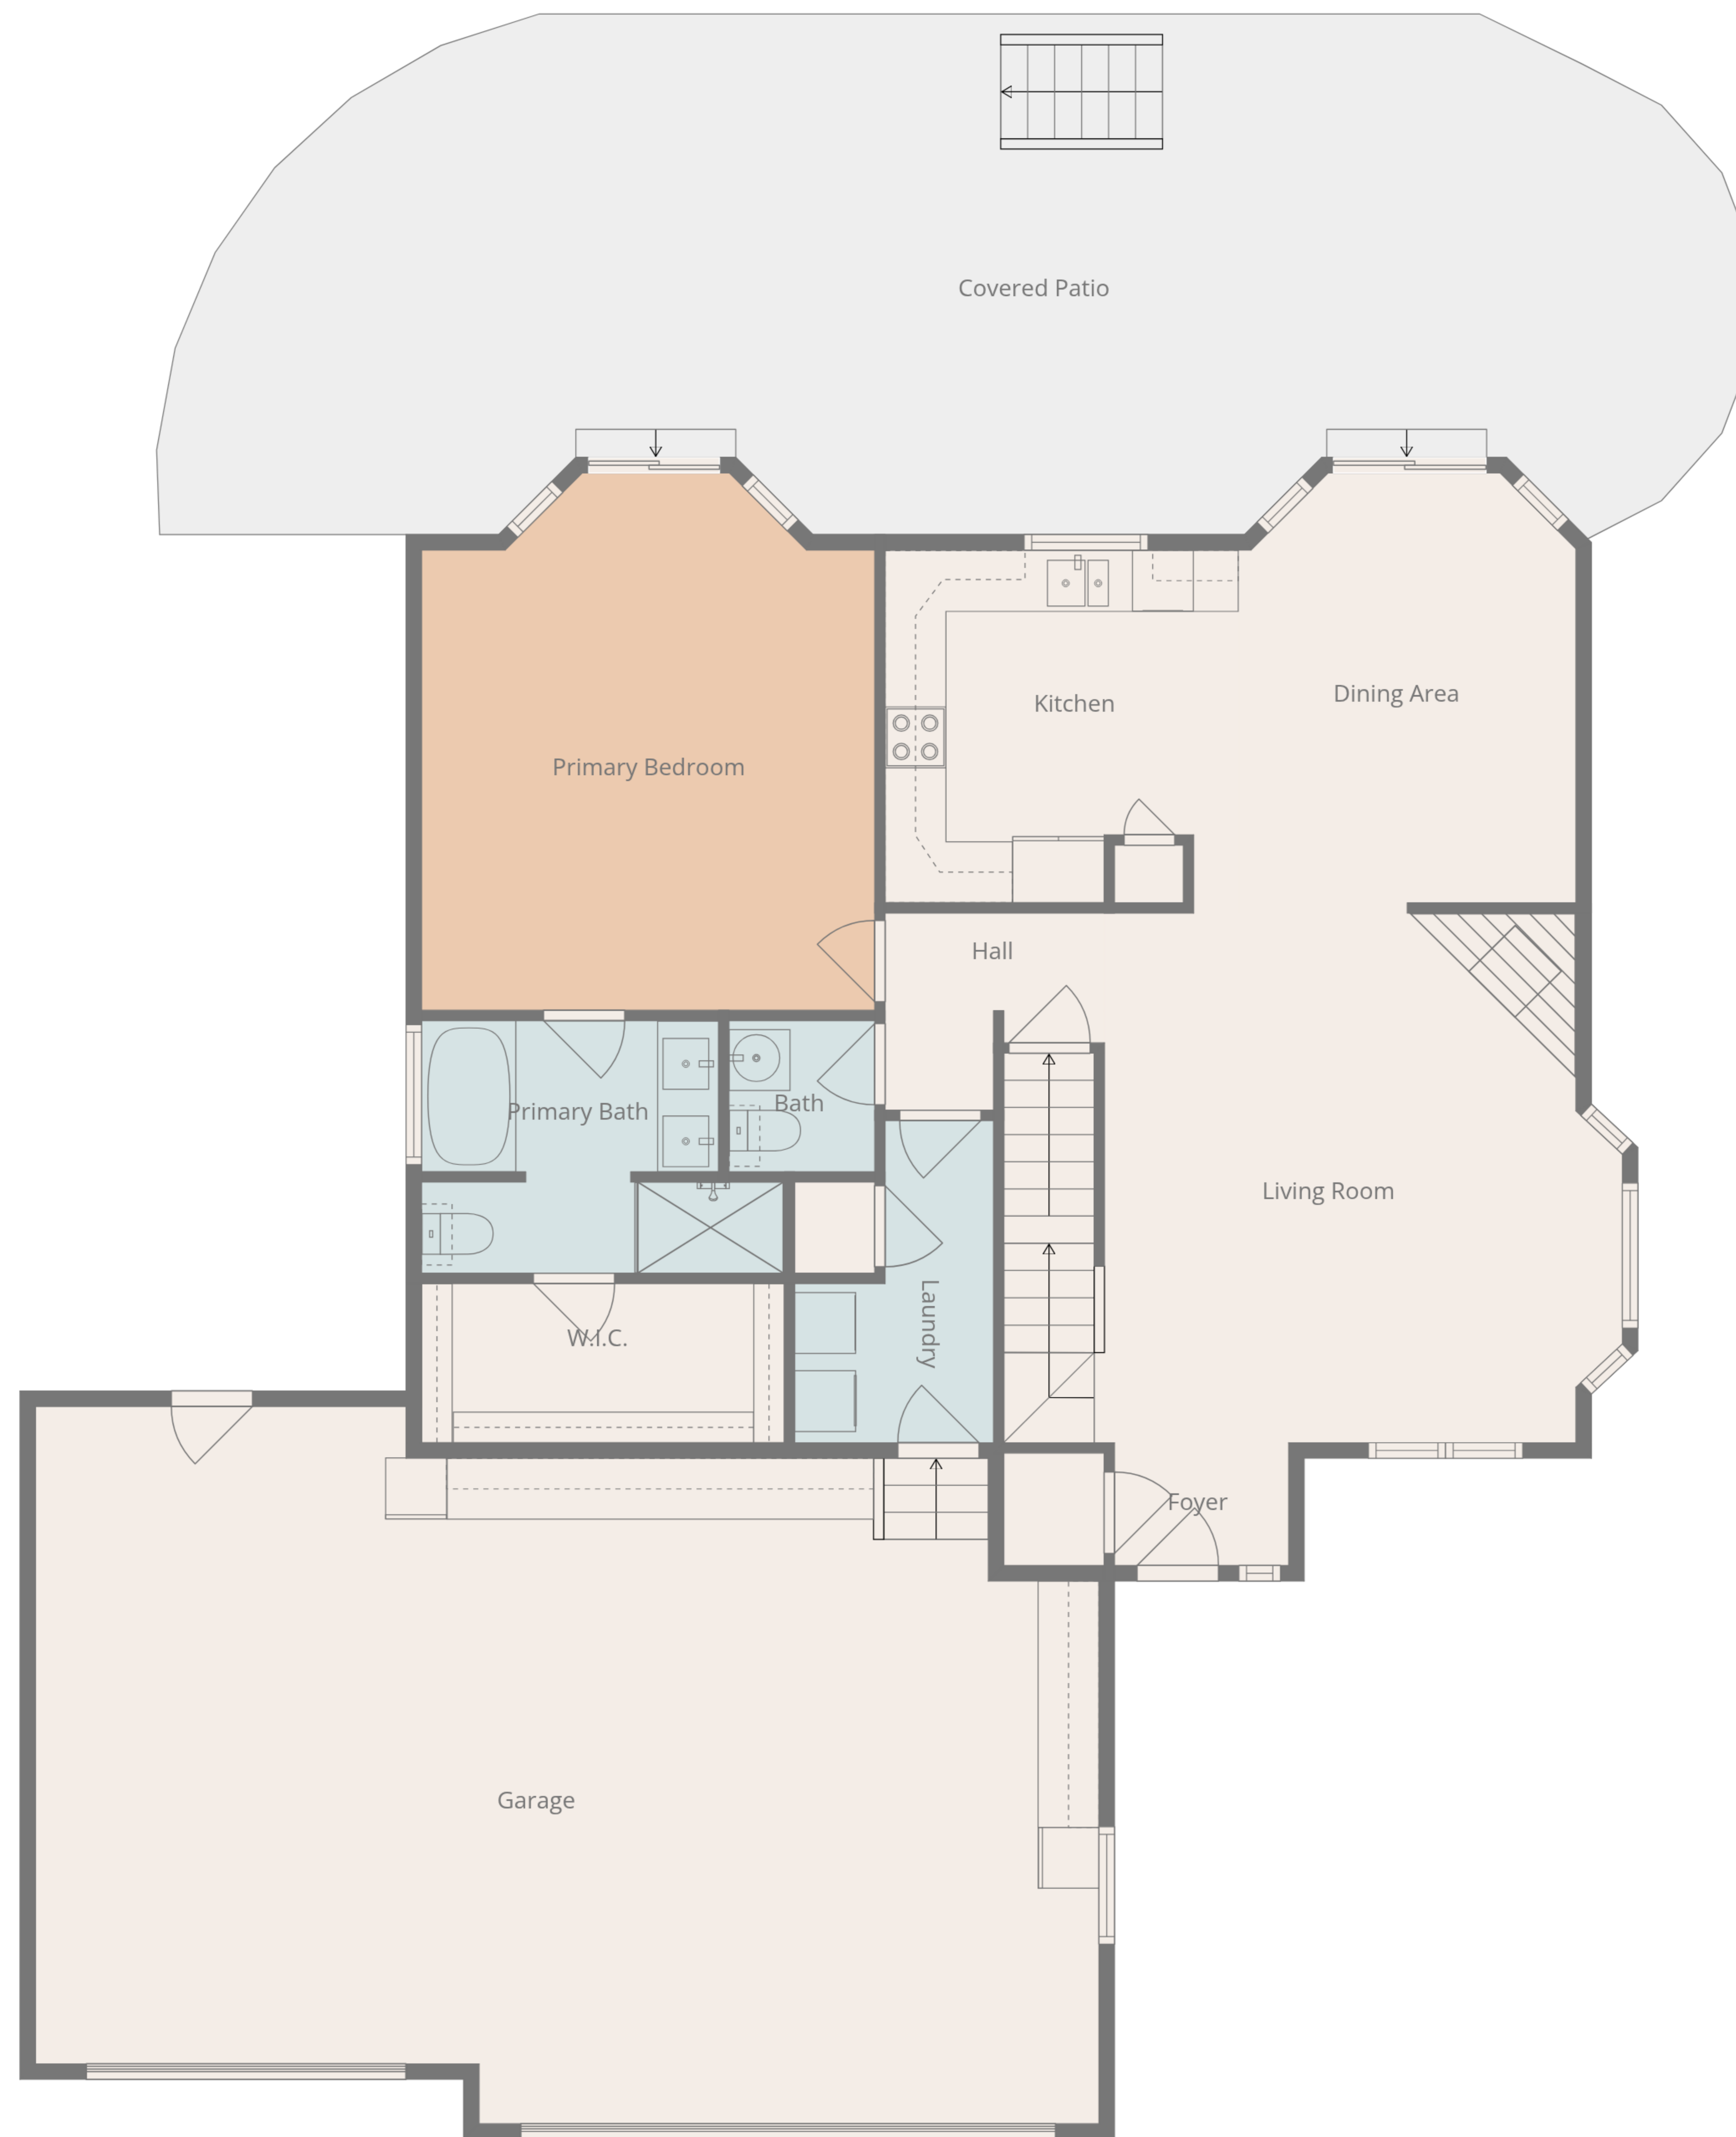 Covered Patio
Kitchen
Dining Area
Primary Bedroom
Hall
Primary Bath
Bath
Living Room
Laundry
W.I.C.
Foyer
Garage